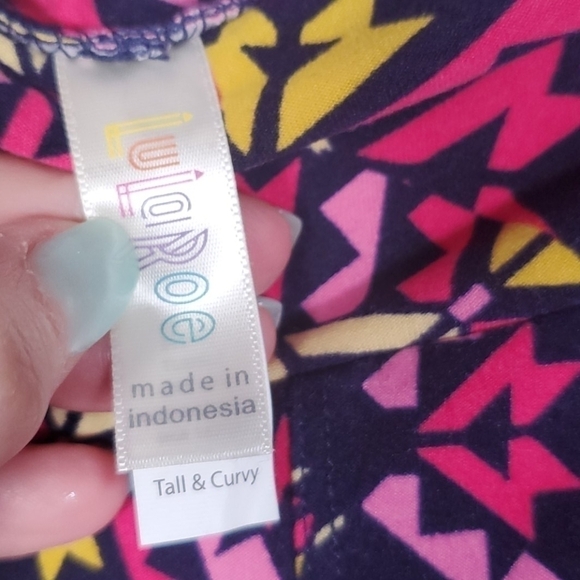 LuLaRoe
made in
indonesia
Tall & Curvy